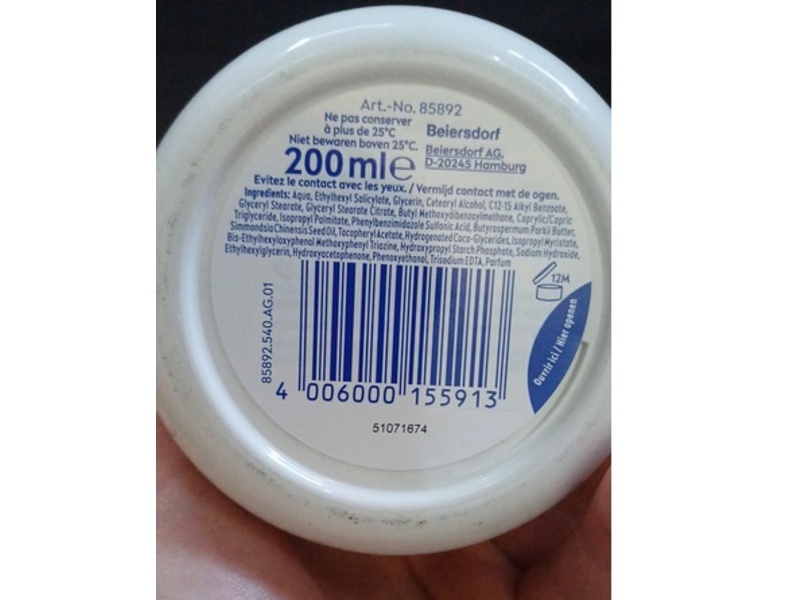 Art.-No. 85892
Ne pas conserver
à plus de 25°C
Niet bewaren boven 25°C.
Beiersdorf
Beiersdorf AG,
D-20245 Hamburg
200 ml e
Evitez le contact avec les yeux. / Vermijd contact met de ogen.
Ingredients: Aqua, Ethylhexyl Salicylate, Glycerin, Cetearyl Alcohol, C12-15 Alkyl Benzoate,
Glyceryl Stearate, Glyceryl Stearate Citrate, Butyl Methoxydibenzoylmethane, Caprylic/Capric
Triglyceride, Isopropyl Palmitate, Phenylbenzimidazole Sulfonic Acid, Butyrospermum Parkii Butter,
Simmondsia Chinensis Seed Oil, Tocopheryl Acetate, Hydrogenated Coco-Glycerides, Isopropyl Myristate,
Bis-Ethylhexyloxyphenol Methoxyphenyl Triazine, Hydroxypropyl Starch Phosphate, Sodium Hydroxide,
Ethylhexylglycerin, Hydroxyacetophenone, Phenoxyethanol, Trisodium EDTA, Parfum
12M
Ouvrir ici / Hier openen
85892.540.AG.01
4 006000 155913
51071674